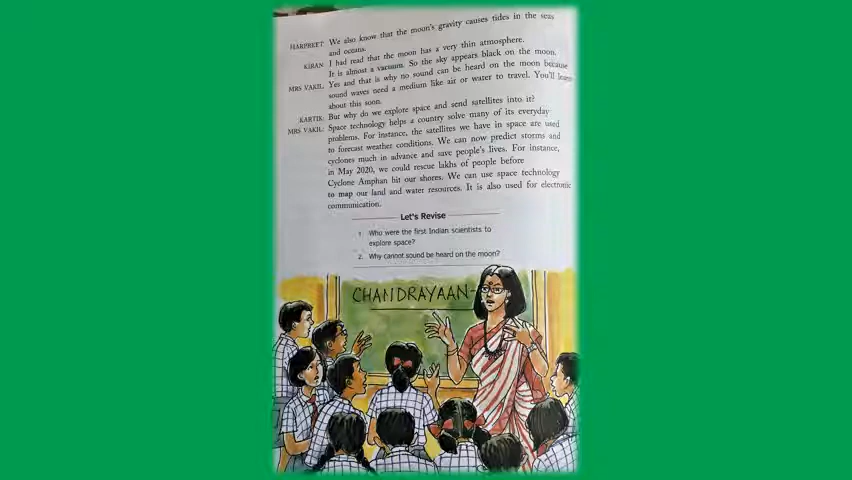 HARPREET: We also know that the moon's gravity causes tides in the seas
and oceans.
KIRAN: I had read that the moon has a very thin atmosphere.
It is almost a vacuum. So the sky appears black on the moon.
MRS VAKIL: Yes and that is why no sound can be heard on the moon because
sound waves need a medium like air or water to travel. You'll learn
about this soon.
KARTIK: But why do we explore space and send satellites into it?
MRS VAKIL: Space technology helps a country solve many of its everyday
problems. For instance, the satellites we have in space are used
to forecast weather conditions. We can now predict storms and
cyclones much in advance and save people's lives. For instance,
in May 2020, we could rescue lakhs of people before
Cyclone Amphan hit our shores. We can use space technology
to map our land and water resources. It is also used for electronic
communication.
Let's Revise
1. Who were the first Indian scientists to
explore space?
2. Why cannot sound be heard on the moon?
CHANDRAYAAN-